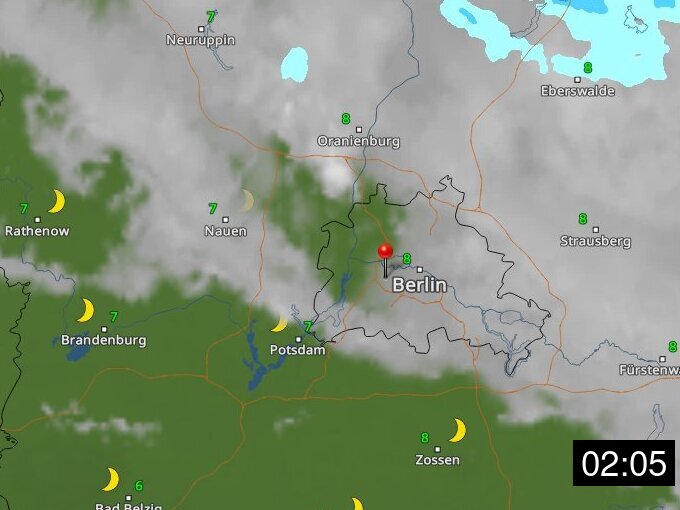 7
Neuruppin
8
Eberswalde
8
Oranienburg
7
Rathenow
7
Nauen
8
Strausberg
8
Berlin
7
Brandenburg
7
Potsdam
8
Fürstenwa
8
Zossen
02:05
6
Bad Belzig